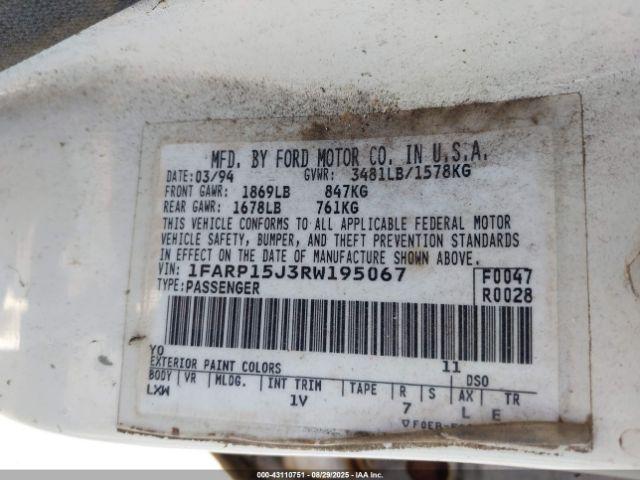 MFD. BY FORD MOTOR CO. IN U.S.A.
DATE: 03/94 GVWR: 3481LB/1578KG
FRONT GAWR: 1869LB 847KG
REAR GAWR: 1678LB 761KG
THIS VEHICLE CONFORMS TO ALL APPLICABLE FEDERAL MOTOR
VEHICLE SAFETY, BUMPER, AND THEFT PREVENTION STANDARDS
IN EFFECT ON THE DATE OF MANUFACTURE SHOWN ABOVE.
VIN: 1FARP15J3RW195067 F0047
TYPE: PASSENGER R0028
YO 11
EXTERIOR PAINT COLORS DSO
BODY VR MLDG. INT TRIM TAPE R S AX TR
LXW 1V 7 L E
000-43110751 - 08/29/2025 - IAAI Branches